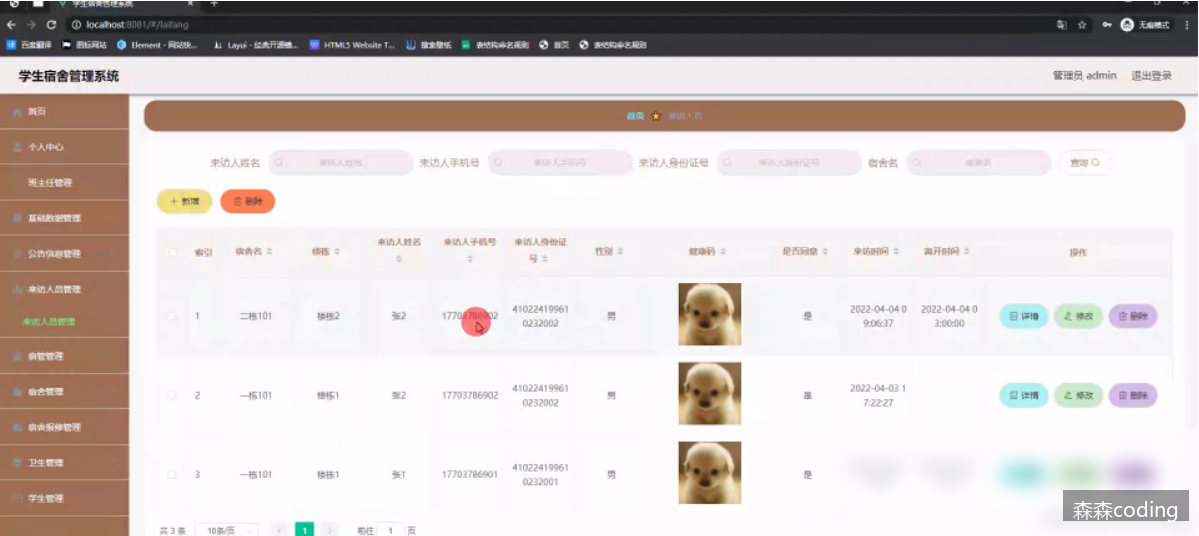 学生宿舍管理系统
localhost:8081/#/laifang
无痕模式
百度翻译
图标网站
Element - 网站快...
Layui - 经典开源模...
HTML5 Website T...
搜索壁纸
表结构命名规则
首页
表结构命名规则
学生宿舍管理系统
管理员 admin
退出登录
首页
个人中心
班主任管理
基础数据管理
公告信息管理
来访人员管理
来访人员管理
宿管管理
宿舍管理
宿舍报修管理
卫生管理
学生管理
首页
来访人员
来访人姓名 来访人姓名
来访人手机号 来访人手机号
来访人身份证号 来访人身份证号
宿舍名 宿舍名
查询
+ 新增
删除
索引 宿舍名 楼栋 来访人姓名 来访人手机号 来访人身份证号 性别 健康码 是否同意 来访时间 离开时间 操作
1 二栋101 楼栋2 张2 17703786902 410224199610232002 男 是 2022-04-04 09:06:37 2022-04-04 03:00:00 详情 修改 删除
2 一栋101 楼栋1 张2 17703786902 410224199610232002 男 是 2022-04-03 17:22:27 详情 修改 删除
3 一栋101 楼栋1 张1 17703786901 410224199610232001 男 是
共 3 条 10条/页 1 前往 1 页
森森coding